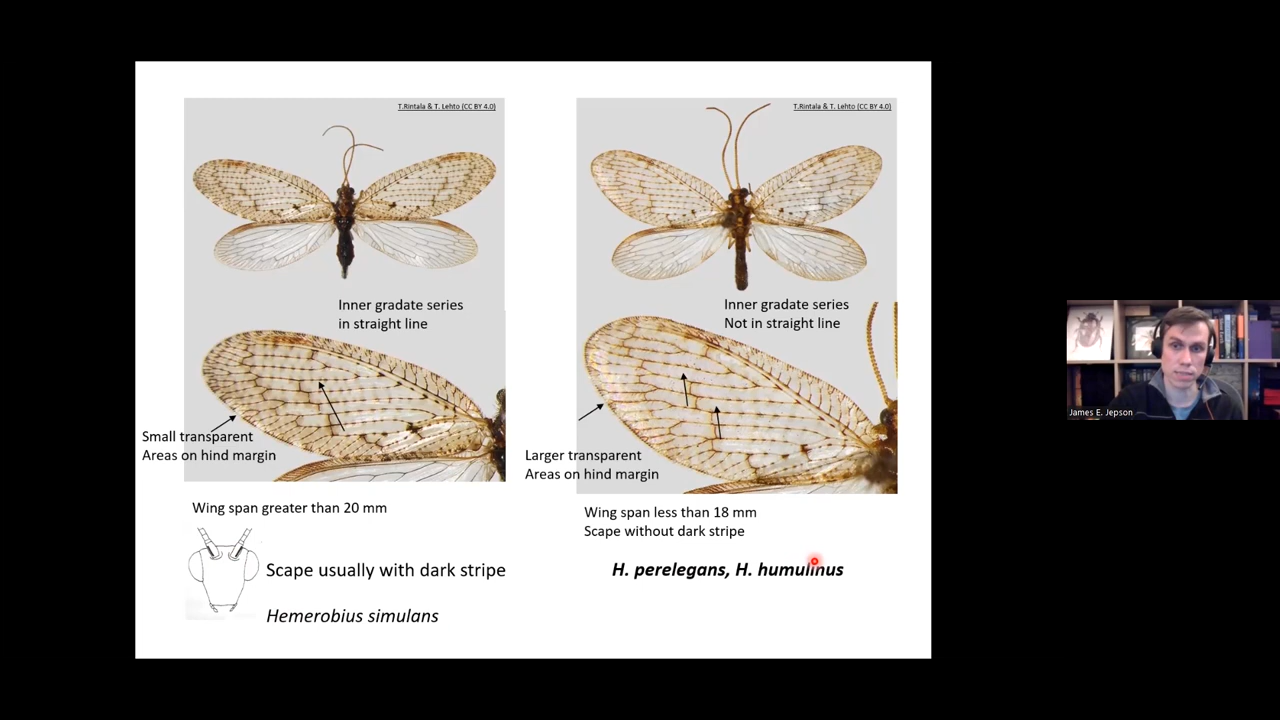 T.Rintala & T. Lehto (CC BY 4.0)
T.Rintala & T. Lehto (CC BY 4.0)
Inner gradate series
in straight line
Inner gradate series
Not in straight line
Small transparent
Areas on hind margin
Larger transparent
Areas on hind margin
Wing span greater than 20 mm
Wing span less than 18 mm
Scape without dark stripe
Scape usually with dark stripe
H. perelegans, H. humulinus
Hemerobius simulans
James E. Jepson